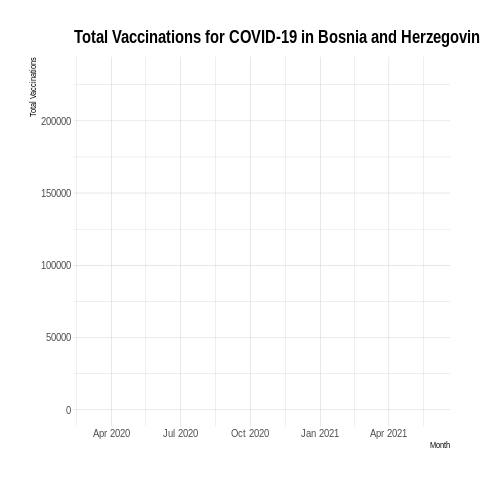 Total Vaccinations for COVID-19 in Bosnia and Herzegovin
Total Vaccinations
200000
150000
100000
50000
0
Apr 2020 Jul 2020 Oct 2020 Jan 2021 Apr 2021
Month